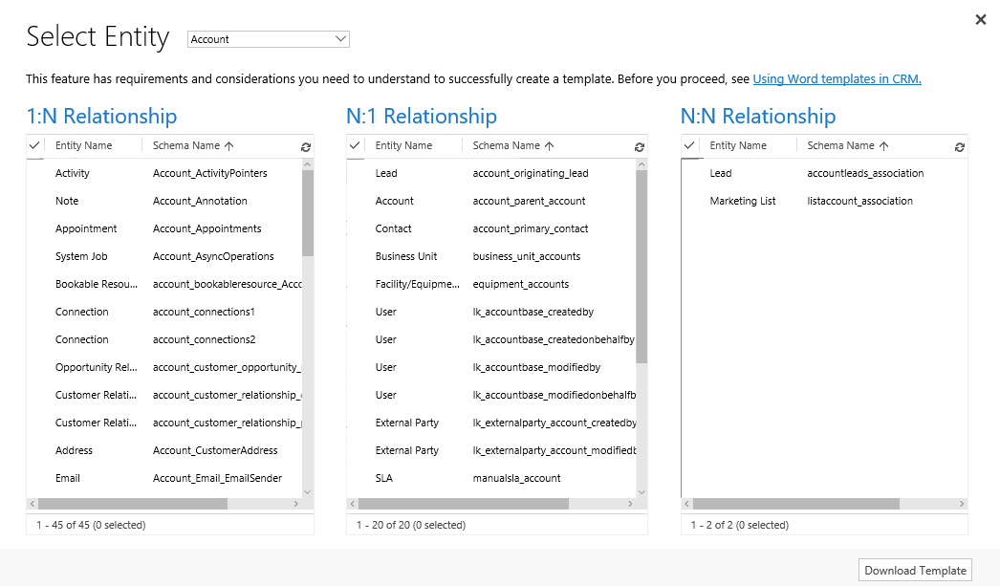 Select Entity Account
This feature has requirements and considerations you need to understand to successfully create a template. Before you proceed, see Using Word templates in CRM.
1:N Relationship
Entity Name Schema Name
Activity Account_ActivityPointers
Note Account_Annotation
Appointment Account_Appointments
System Job Account_AsyncOperations
Bookable Resou... account_bookableresource_Acco
Connection account_connections1
Connection account_connections2
Opportunity Rel... account_customer_opportunity_
Customer Relati... account_customer_relationship_
Customer Relati... account_customer_relationship_
Address Account_CustomerAddress
Email Account_Email_EmailSender
1 - 45 of 45 (0 selected)
N:1 Relationship
Entity Name Schema Name
Lead account_originating_lead
Account account_parent_account
Contact account_primary_contact
Business Unit business_unit_accounts
Facility/Equipme... equipment_accounts
User lk_accountbase_createdby
User lk_accountbase_createdonbehalfby
User lk_accountbase_modifiedby
User lk_accountbase_modifiedonbehalfb
External Party lk_externalparty_account_createdby
External Party lk_externalparty_account_modifiedb
SLA manualsla_account
1 - 20 of 20 (0 selected)
N:N Relationship
Entity Name Schema Name
Lead accountleads_association
Marketing List listaccount_association
1 - 2 of 2 (0 selected)
Download Template